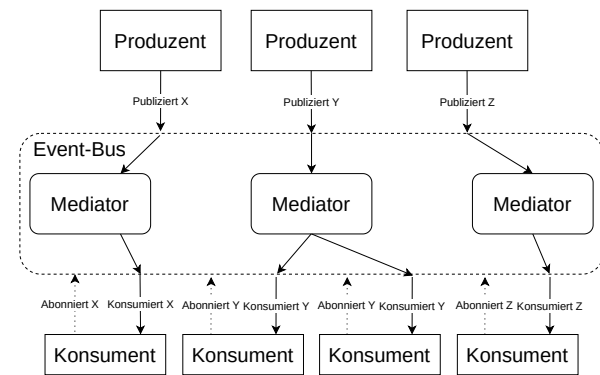 Produzent
Produzent
Produzent
Publiziert X
Publiziert Y
Publiziert Z
Event-Bus
Mediator
Mediator
Mediator
Abonniert X
Konsumiert X
Abonniert Y
Konsumiert Y
Abonniert Y
Konsumiert Y
Abonniert Z
Konsumiert Z
Konsument
Konsument
Konsument
Konsument